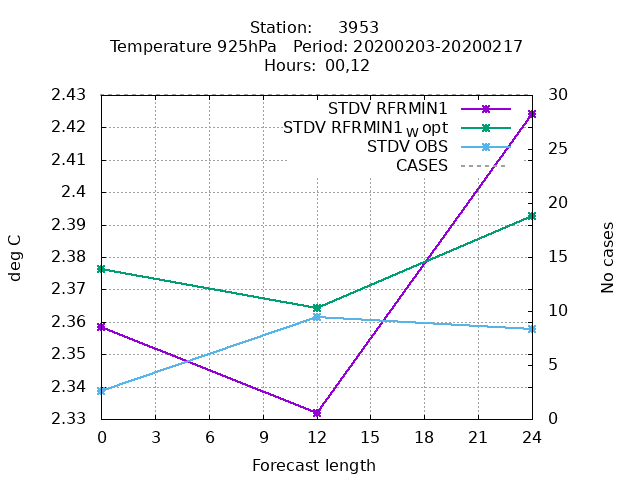 Station: 3953
Temperature 925hPa Period: 20200203-20200217
Hours: 00,12
2.43
2.42
2.41
2.4
2.39
2.38
2.37
2.36
2.35
2.34
2.33
deg C
STDV RFRMIN1
STDV RFRMIN1wopt
STDV OBS
CASES
30
25
20
15
10
5
0
No cases
0 3 6 9 12 15 18 21 24
Forecast length